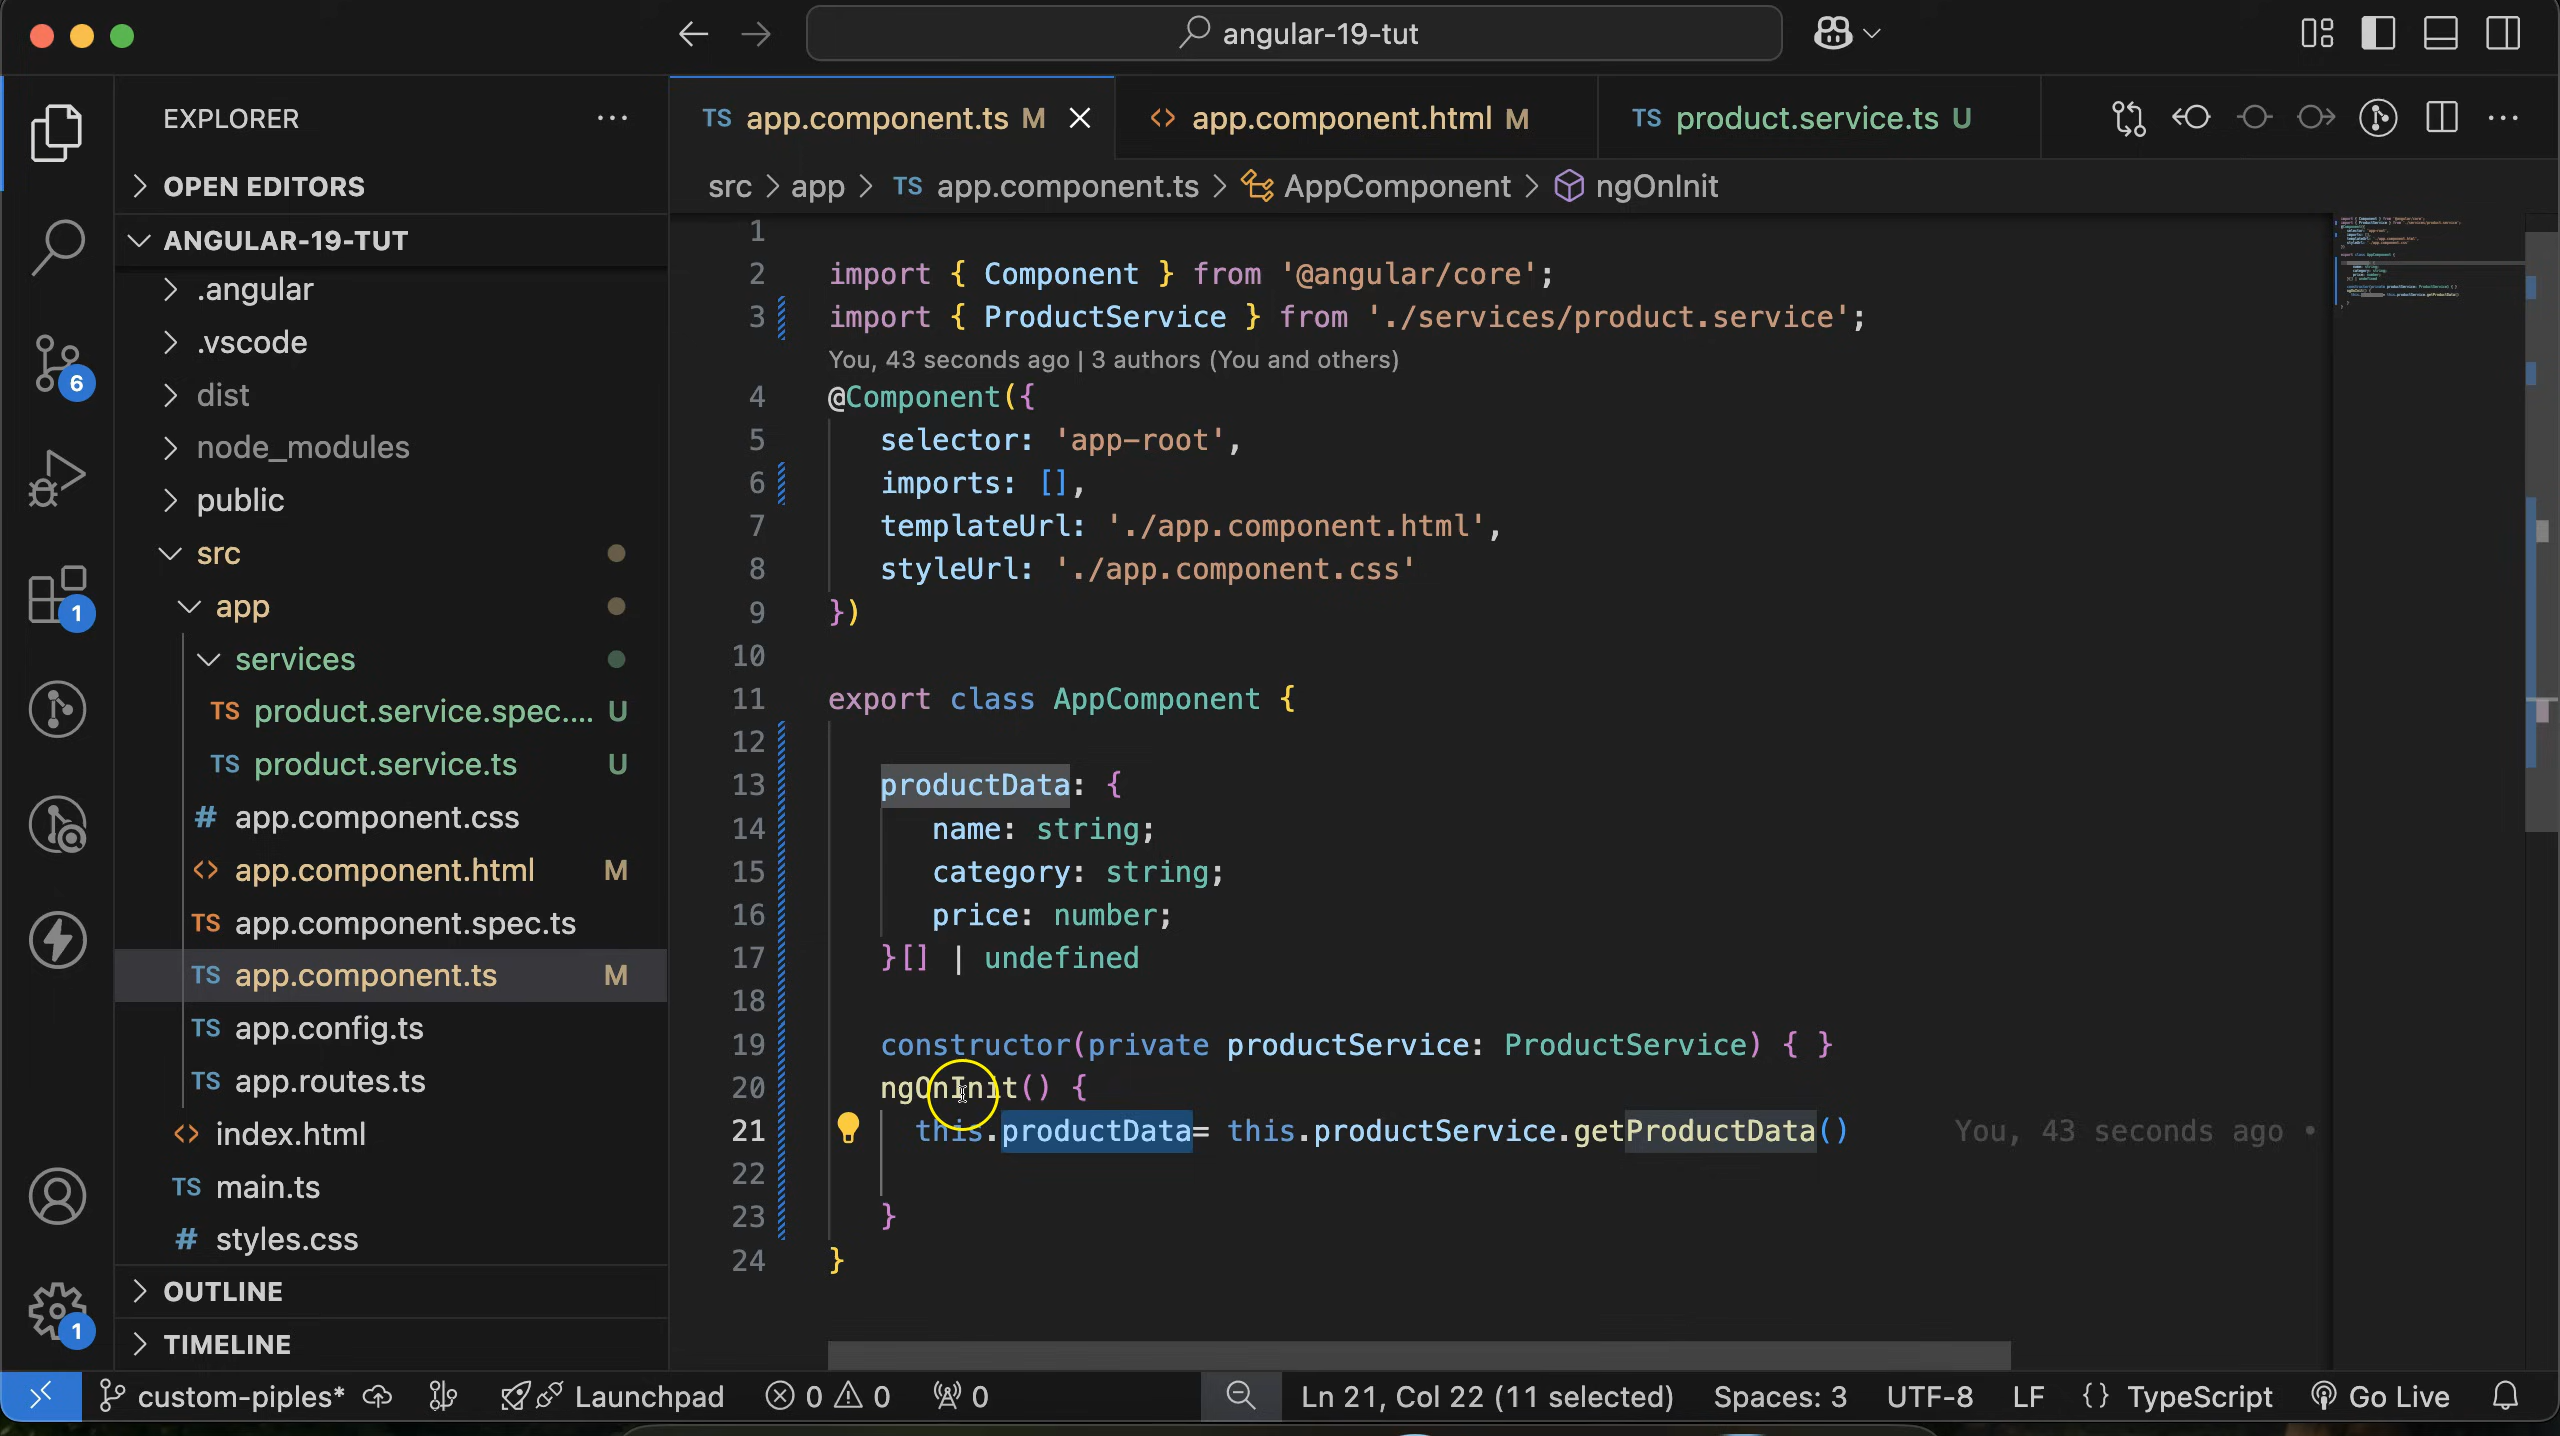 angular-19-tut
EXPLORER
OPEN EDITORS
ANGULAR-19-TUT
.angular
.vscode
dist
node_modules
public
src
app
services
TS product.service.spec.... U
TS product.service.ts U
# app.component.css
<> app.component.html M
TS app.component.spec.ts
TS app.component.ts M
TS app.config.ts
TS app.routes.ts
<> index.html
TS main.ts
# styles.css
OUTLINE
TIMELINE
6
1
1
TS app.component.ts M
<> app.component.html M
TS product.service.ts U
src > app > TS app.component.ts > AppComponent > ngOnInit
1
2 import { Component } from '@angular/core';
3 import { ProductService } from './services/product.service';
You, 43 seconds ago | 3 authors (You and others)
4 @Component({
5 selector: 'app-root',
6 imports: [],
7 templateUrl: './app.component.html',
8 styleUrl: './app.component.css'
9 })
10
11 export class AppComponent {
12
13 productData: {
14 name: string;
15 category: string;
16 price: number;
17 }[] | undefined
18
19 constructor(private productService: ProductService) { }
20 ngOnInit() {
21 this.productData= this.productService.getProductData() You, 43 seconds ago •
22
23 }
24 }
custom-piples* Launchpad 0 0 0 Ln 21, Col 22 (11 selected) Spaces: 3 UTF-8 LF {} TypeScript Go Live